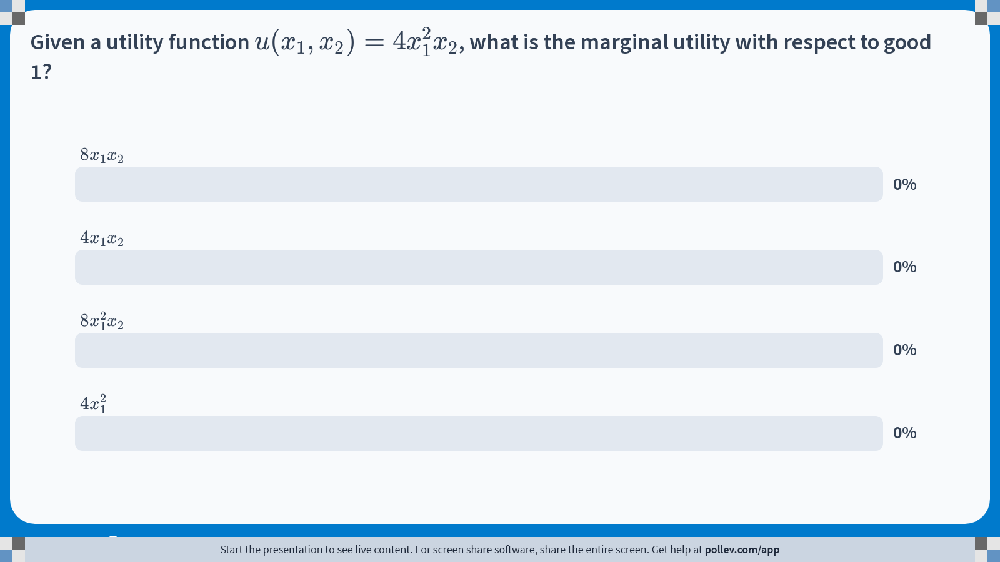 Given a utility function $u(x_1, x_2) = 4x_1^2x_2$, what is the marginal utility with respect to good
1?
$8x_1x_2$
0%
$4x_1x_2$
0%
$8x_1^2x_2$
0%
$4x_1^2$
0%
Start the presentation to see live content. For screen share software, share the entire screen. Get help at pollev.com/app